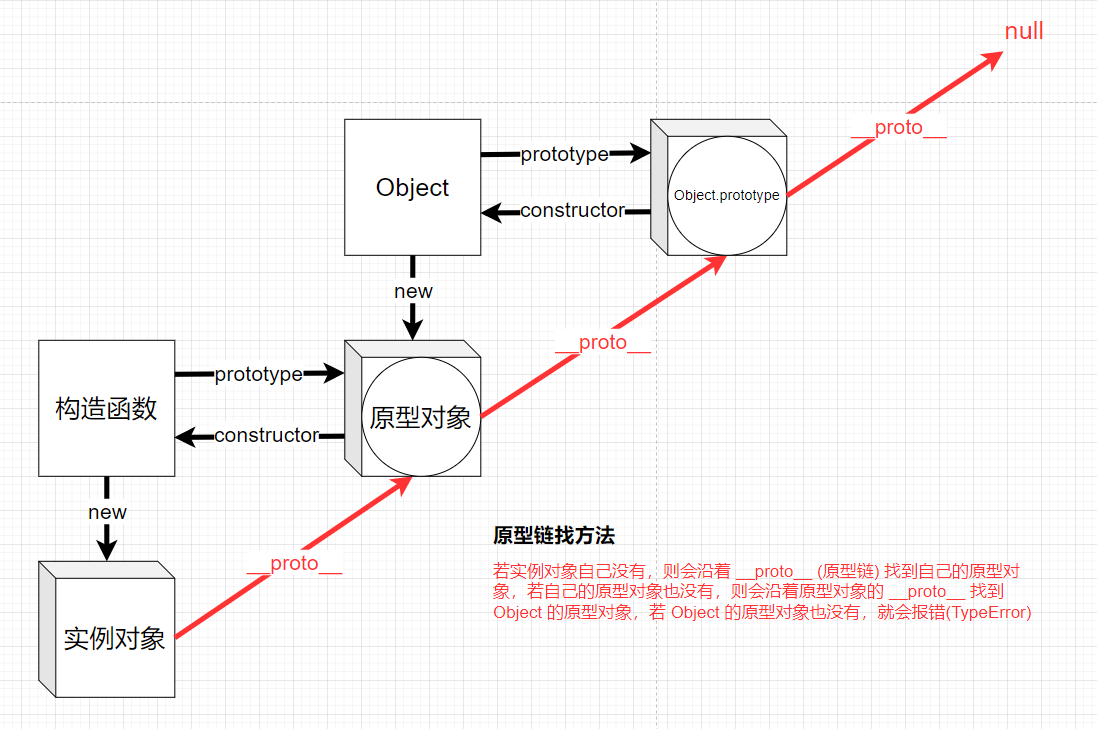 null
__proto__
prototype
Object
Object.prototype
constructor
new
__proto__
prototype
构造函数
原型对象
constructor
new
__proto__
实例对象
原型链找方法
若实例对象自己没有，则会沿着 __proto__ (原型链) 找到自己的原型对
象，若自己的原型对象也没有，则会沿着原型对象的 __proto__ 找到
Object 的原型对象，若 Object 的原型对象也没有，就会报错(TypeError)